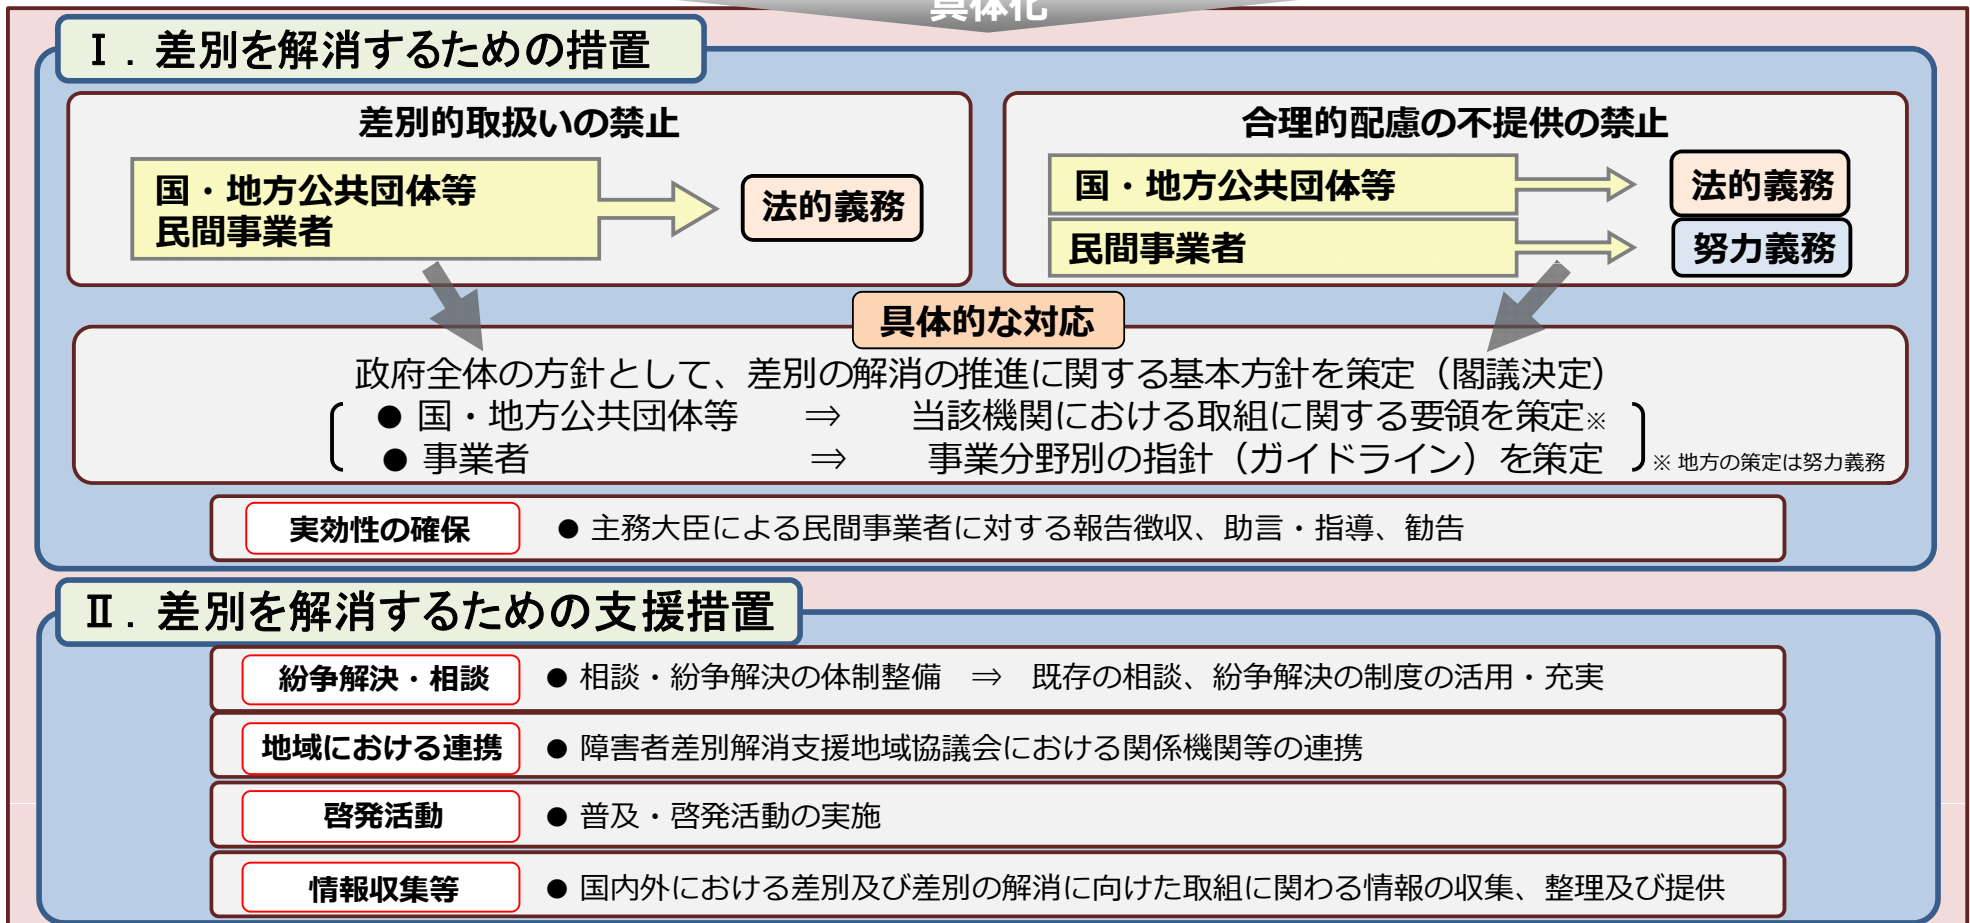 具体化
Ⅰ．差別を解消するための措置
差別的取扱いの禁止
国・地方公共団体等
民間事業者
法的義務
合理的配慮の不提供の禁止
国・地方公共団体等
法的義務
民間事業者
努力義務
具体的な対応
政府全体の方針として、差別の解消の推進に関する基本方針を策定（閣議決定）
● 国・地方公共団体等 ⇒ 当該機関における取組に関する要領を策定※
● 事業者 ⇒ 事業分野別の指針（ガイドライン）を策定
※ 地方の策定は努力義務
実効性の確保
● 主務大臣による民間事業者に対する報告徴収、助言・指導、勧告
Ⅱ．差別を解消するための支援措置
紛争解決・相談
● 相談・紛争解決の体制整備 ⇒ 既存の相談、紛争解決の制度の活用・充実
地域における連携
● 障害者差別解消支援地域協議会における関係機関等の連携
啓発活動
● 普及・啓発活動の実施
情報収集等
● 国内外における差別及び差別の解消に向けた取組に関わる情報の収集、整理及び提供